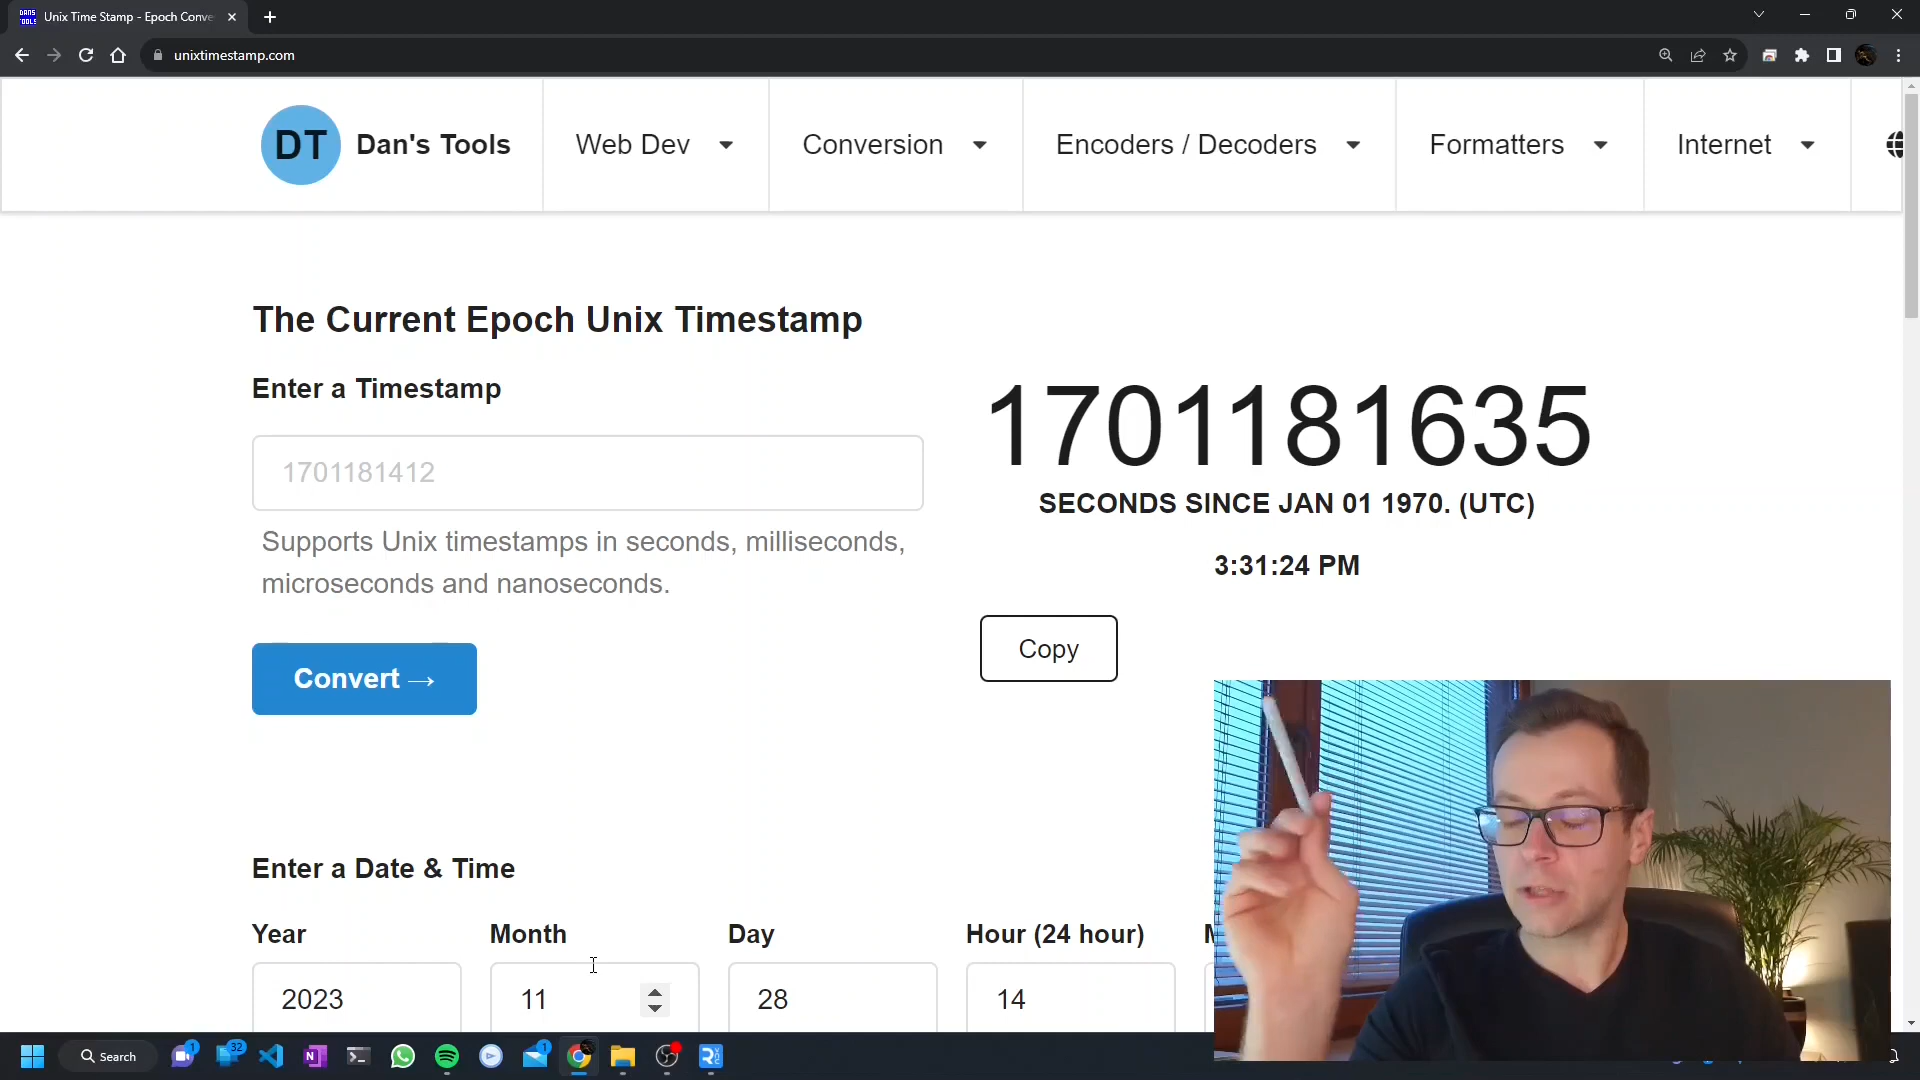 Unix Time Stamp - Epoch Conve
unixtimestamp.com
DT Dan's Tools Web Dev Conversion Encoders / Decoders Formatters Internet
The Current Epoch Unix Timestamp
Enter a Timestamp
1701181412
Supports Unix timestamps in seconds, milliseconds,
microseconds and nanoseconds.
Convert →
1701181635
SECONDS SINCE JAN 01 1970. (UTC)
3:31:24 PM
Copy
Enter a Date & Time
Year Month Day Hour (24 hour)
2023 11 28 14
Search 1 32 1